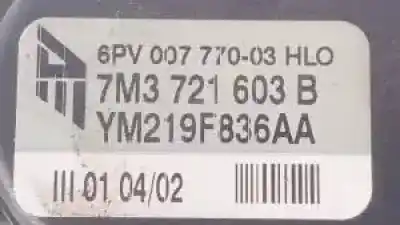 6PV 007 770-03 HLO
7M3 721 603 B
YM219F836AA
III 01 04/02